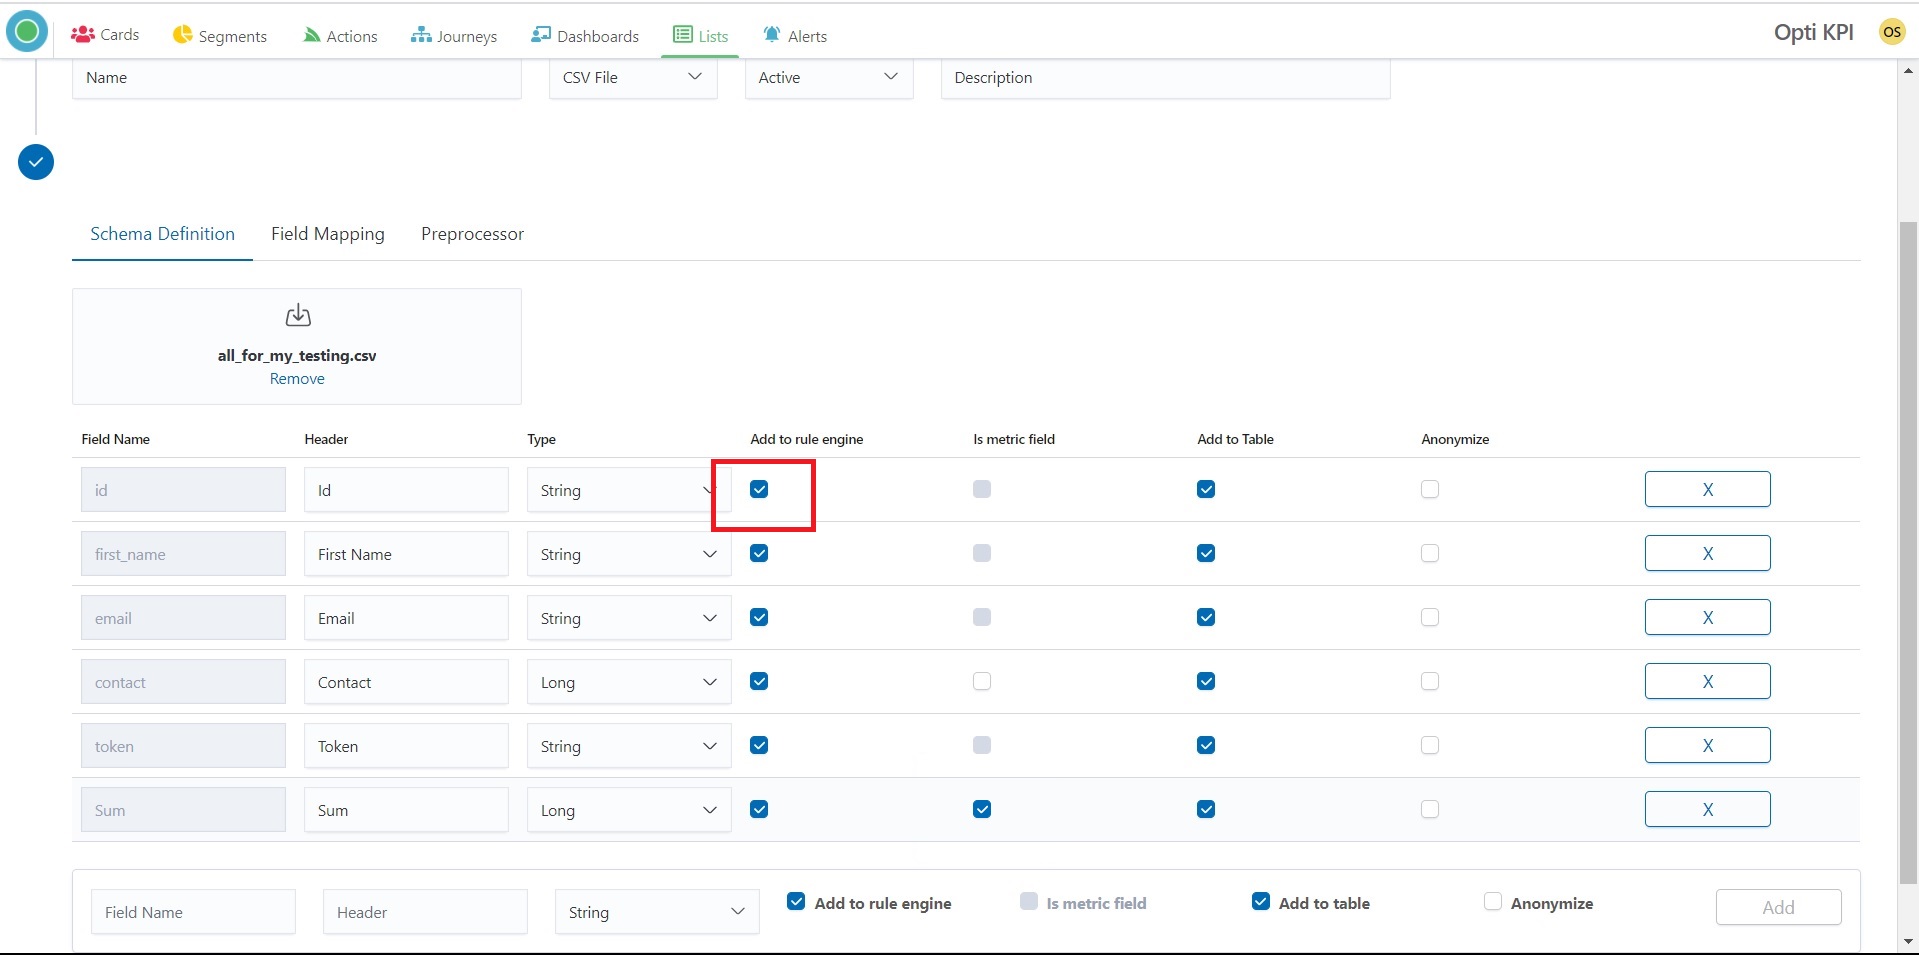 Cards Segments Actions Journeys Dashboards Lists Alerts Opti KPI OS
Name CSV File Active Description
Schema Definition Field Mapping Preprocessor
all_for_my_testing.csv
Remove
Field Name Header Type Add to rule engine Is metric field Add to Table Anonymize
id Id String X
first_name First Name String X
email Email String X
contact Contact Long X
token Token String X
Sum Sum Long X
Field Name Header String Add to rule engine Is metric field Add to table Anonymize Add